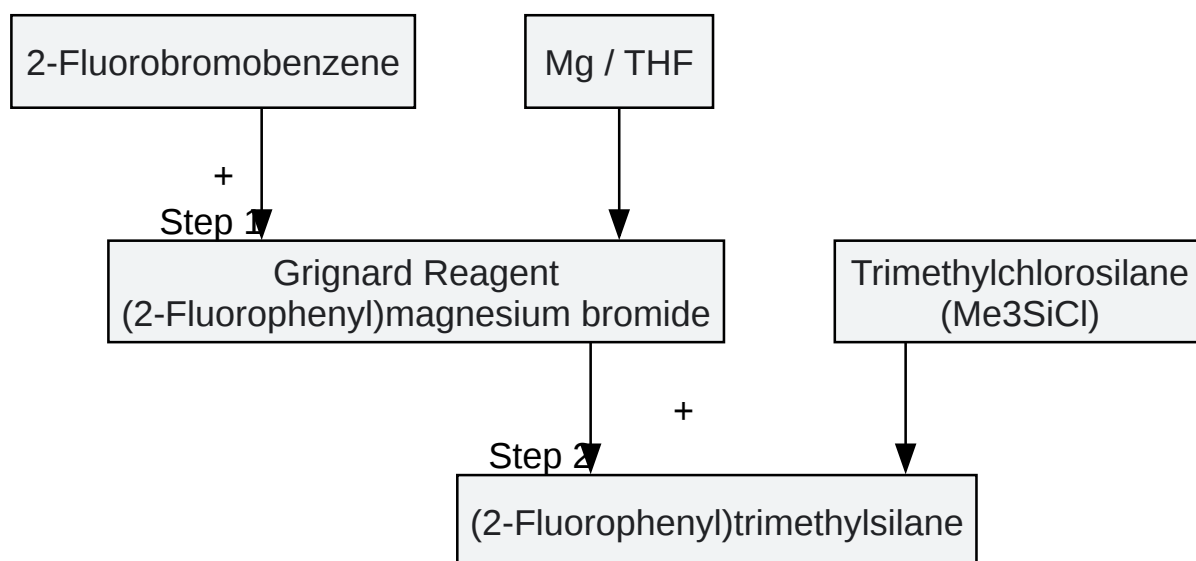 2-Fluorobromobenzene
Mg / THF
+
Step 1
Grignard Reagent
(2-Fluorophenyl)magnesium bromide
Trimethylchlorosilane
(Me3SiCl)
+
Step 2
(2-Fluorophenyl)trimethylsilane